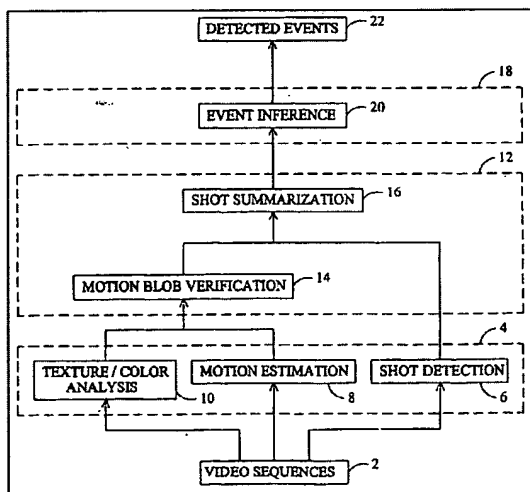 DETECTED EVENTS
22
18
EVENT INFERENCE
20
12
SHOT SUMMARIZATION
16
MOTION BLOB VERIFICATION
14
4
TEXTURE / COLOR
ANALYSIS
10
MOTION ESTIMATION
8
SHOT DETECTION
6
VIDEO SEQUENCES
2